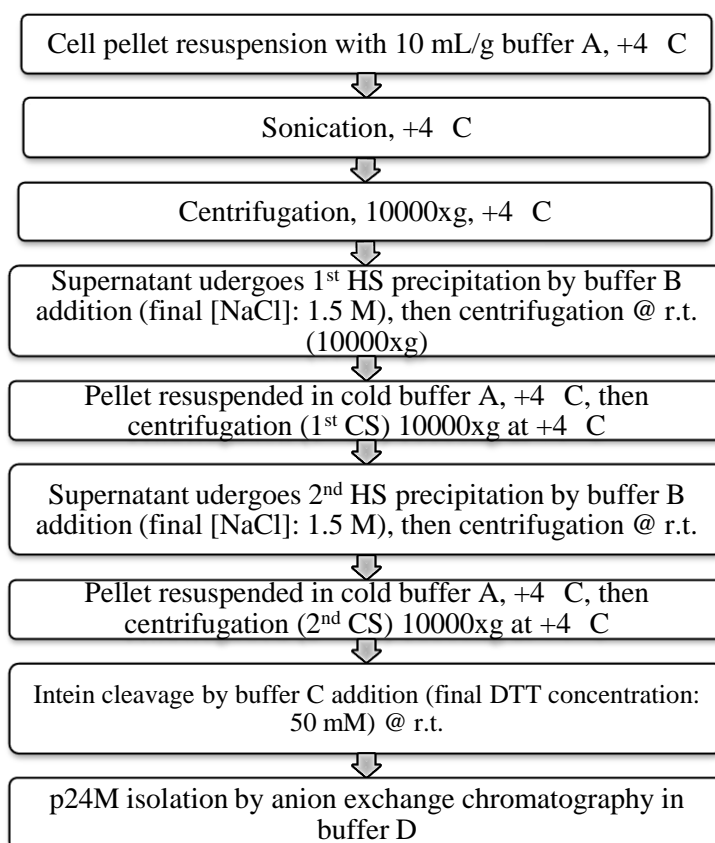 Cell pellet resuspension with 10 mL/g buffer A, +4 C
Sonication, +4 C
Centrifugation, 10000xg, +4 C
Supernatant udergoes 1st HS precipitation by buffer B
addition (final [NaCl]: 1.5 M), then centrifugation @ r.t.
(10000xg)
Pellet resuspended in cold buffer A, +4 C, then
centrifugation (1st CS) 10000xg at +4 C
Supernatant udergoes 2nd HS precipitation by buffer B
addition (final [NaCl]: 1.5 M), then centrifugation @ r.t.
Pellet resuspended in cold buffer A, +4 C, then
centrifugation (2nd CS) 10000xg at +4 C
Intein cleavage by buffer C addition (final DTT concentration:
50 mM) @ r.t.
p24M isolation by anion exchange chromatography in
buffer D